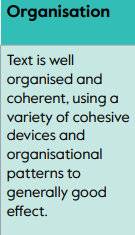 Organisation
Text is well
organised and
coherent, using a
variety of cohesive
devices and
organisational
patterns to
generally good
effect.